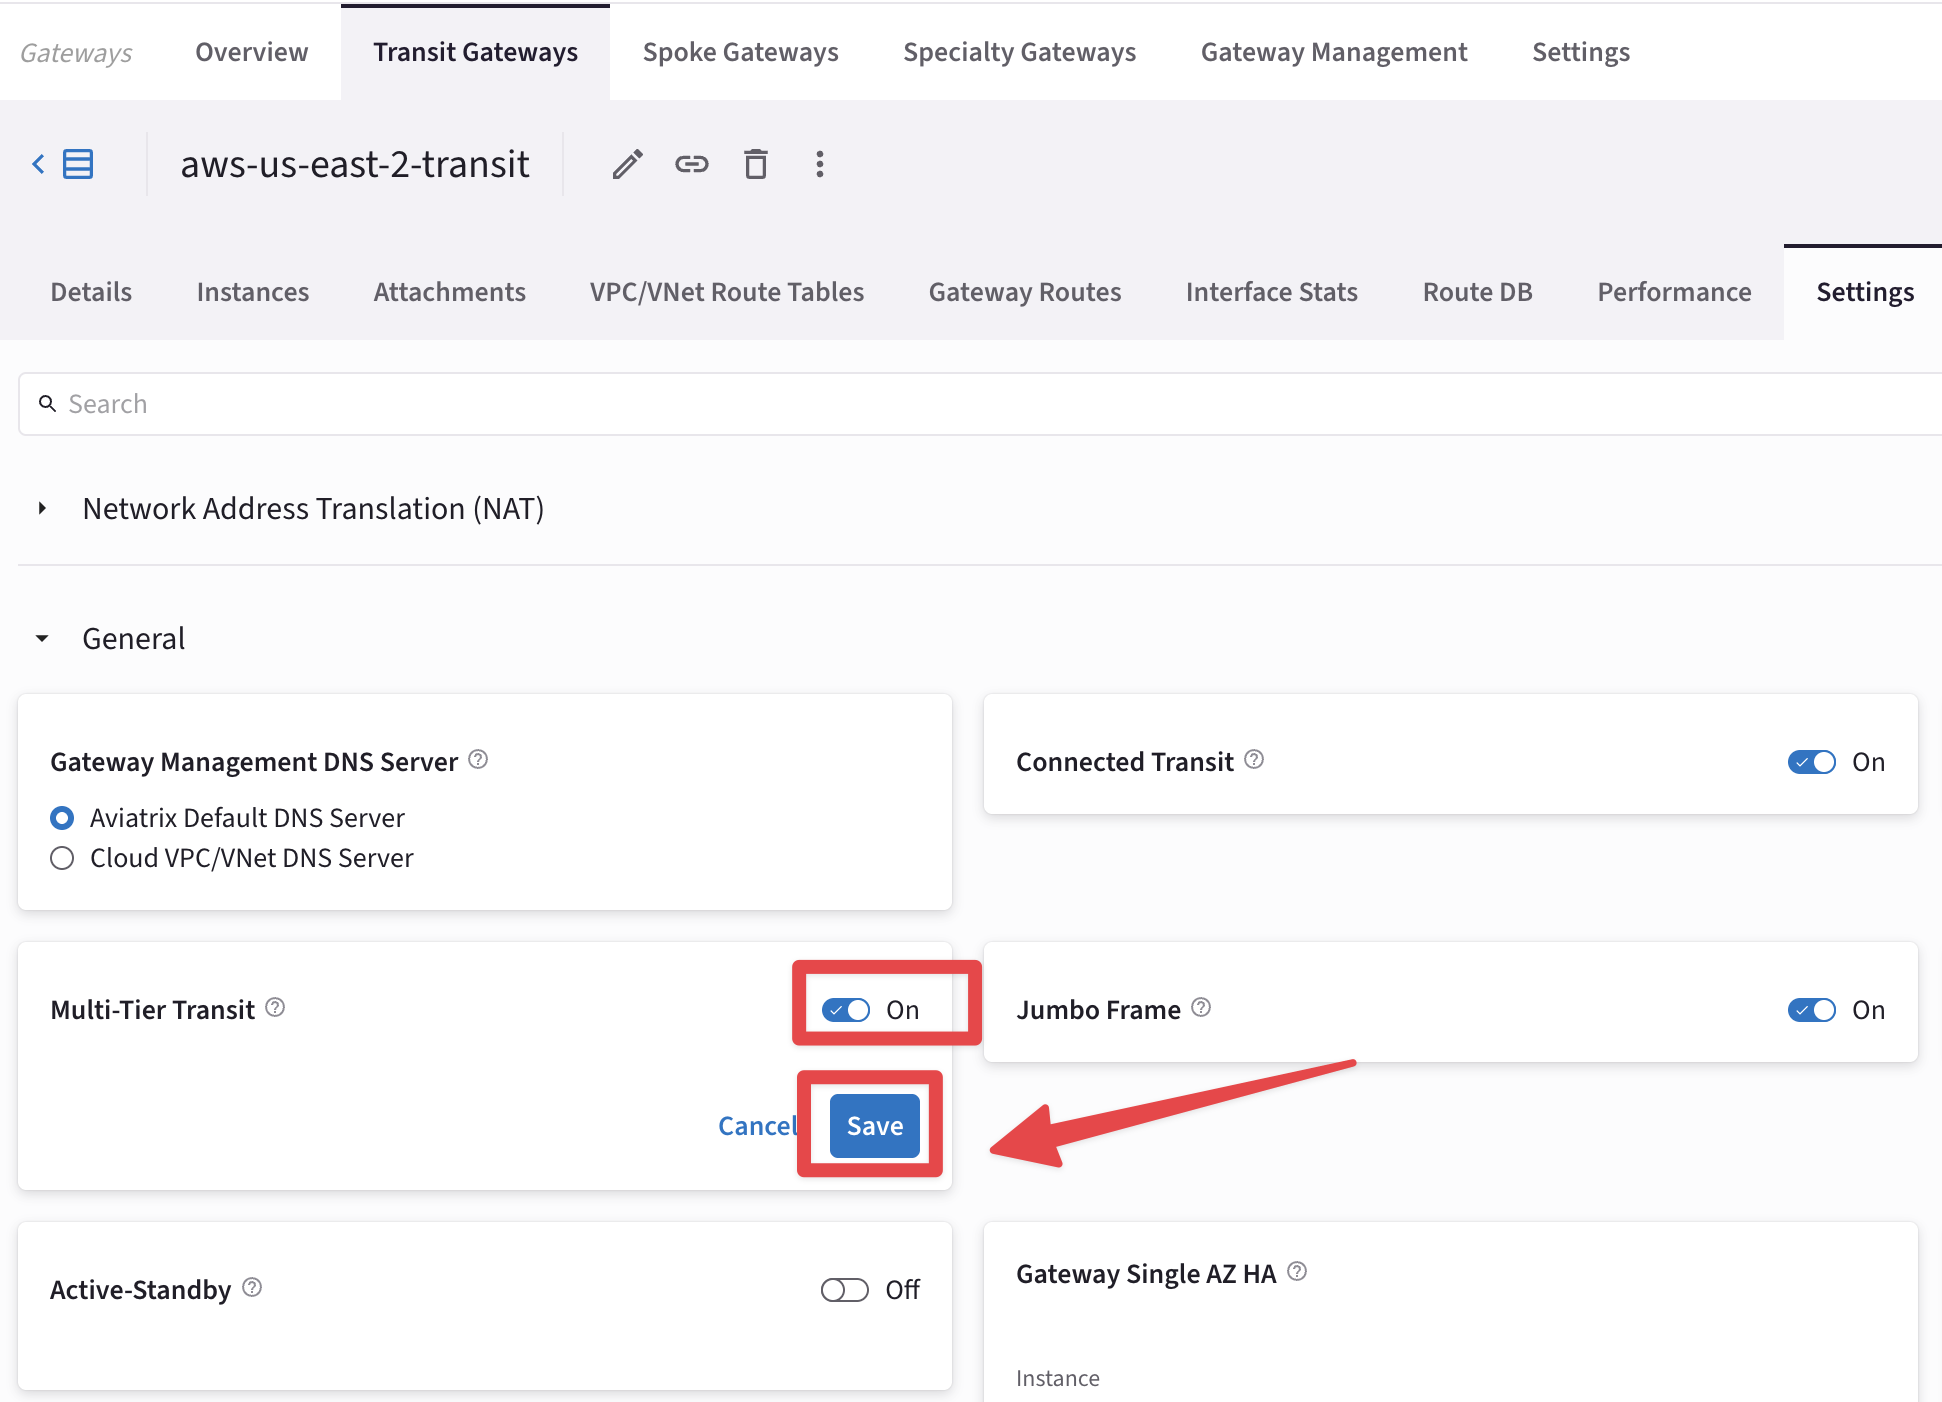 Gateways Overview Transit Gateways Spoke Gateways Specialty Gateways Gateway Management Settings
aws-us-east-2-transit
Details Instances Attachments VPC/VNet Route Tables Gateway Routes Interface Stats Route DB Performance Settings
Search
Network Address Translation (NAT)
General
Gateway Management DNS Server
Aviatrix Default DNS Server
Cloud VPC/VNet DNS Server
Connected Transit On
Multi-Tier Transit On
Cancel Save
Jumbo Frame On
Active-Standby Off
Gateway Single AZ HA
Instance